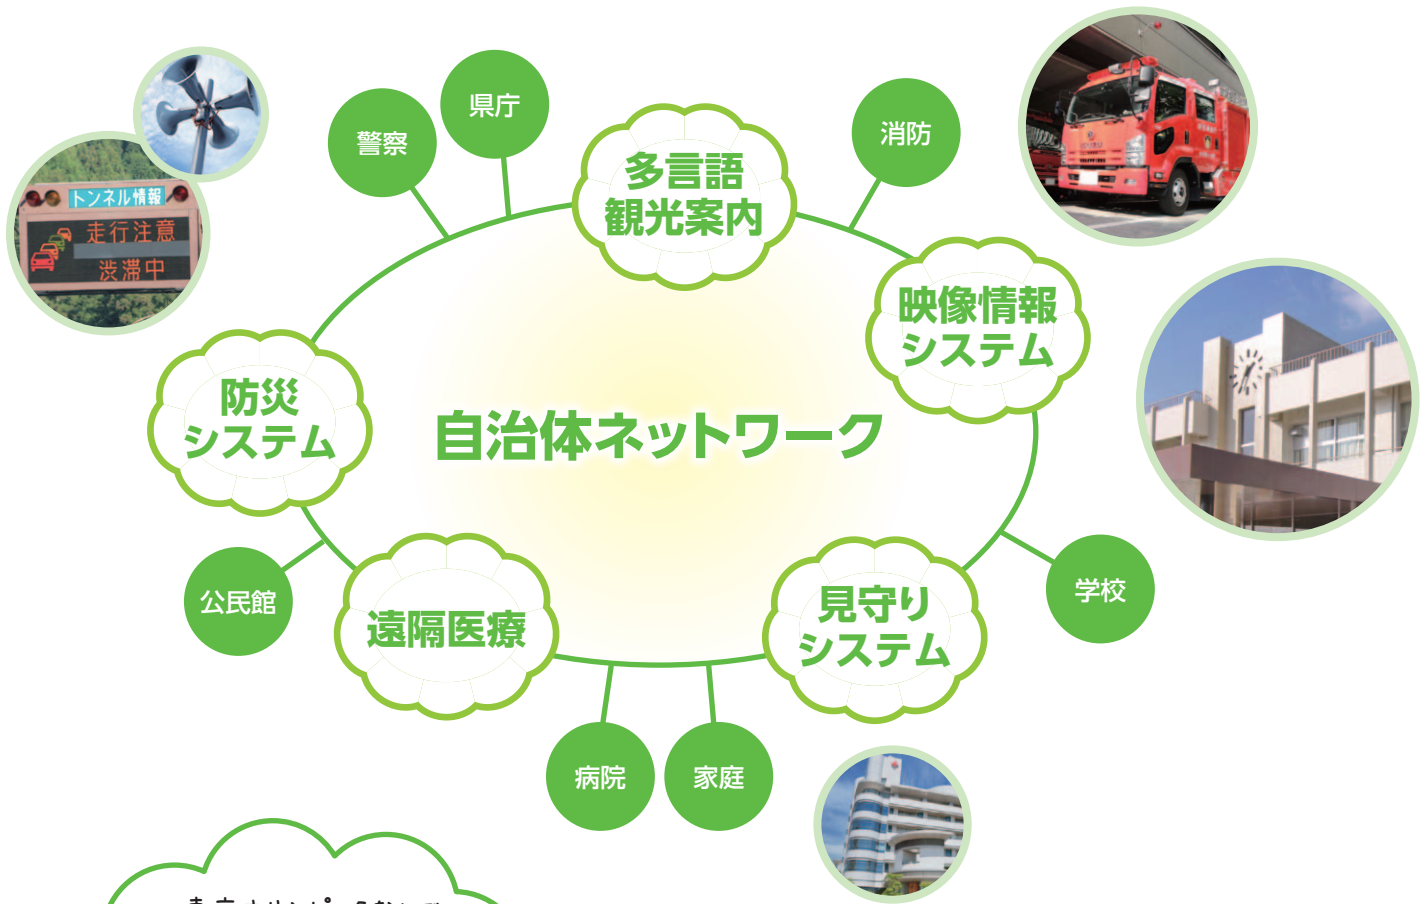 県庁
警察
消防
多言語
観光案内
トンネル情報
走行注意
渋滞中
映像情報
システム
防災
システム
自治体ネットワーク
公民館
遠隔医療
見守り
システム
学校
病院
家庭